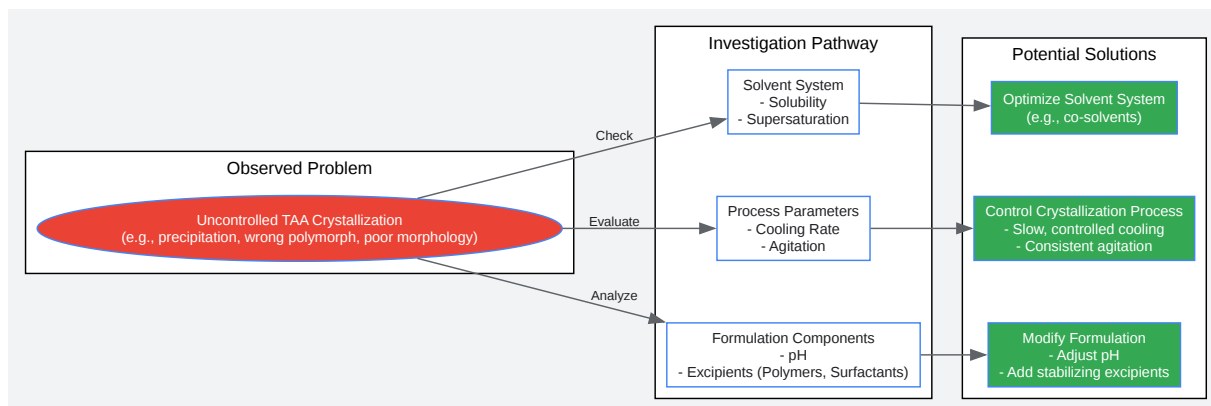 Observed Problem
Uncontrolled TAA Crystallization
(e.g., precipitation, wrong polymorph, poor morphology)
Check
Evaluate
Analyze
Investigation Pathway
Solvent System
- Solubility
- Supersaturation
Process Parameters
- Cooling Rate
- Agitation
Formulation Components
- pH
- Excipients (Polymers, Surfactants)
Potential Solutions
Optimize Solvent System
(e.g., co-solvents)
Control Crystallization Process
- Slow, controlled cooling
- Consistent agitation
Modify Formulation
- Adjust pH
- Add stabilizing excipients